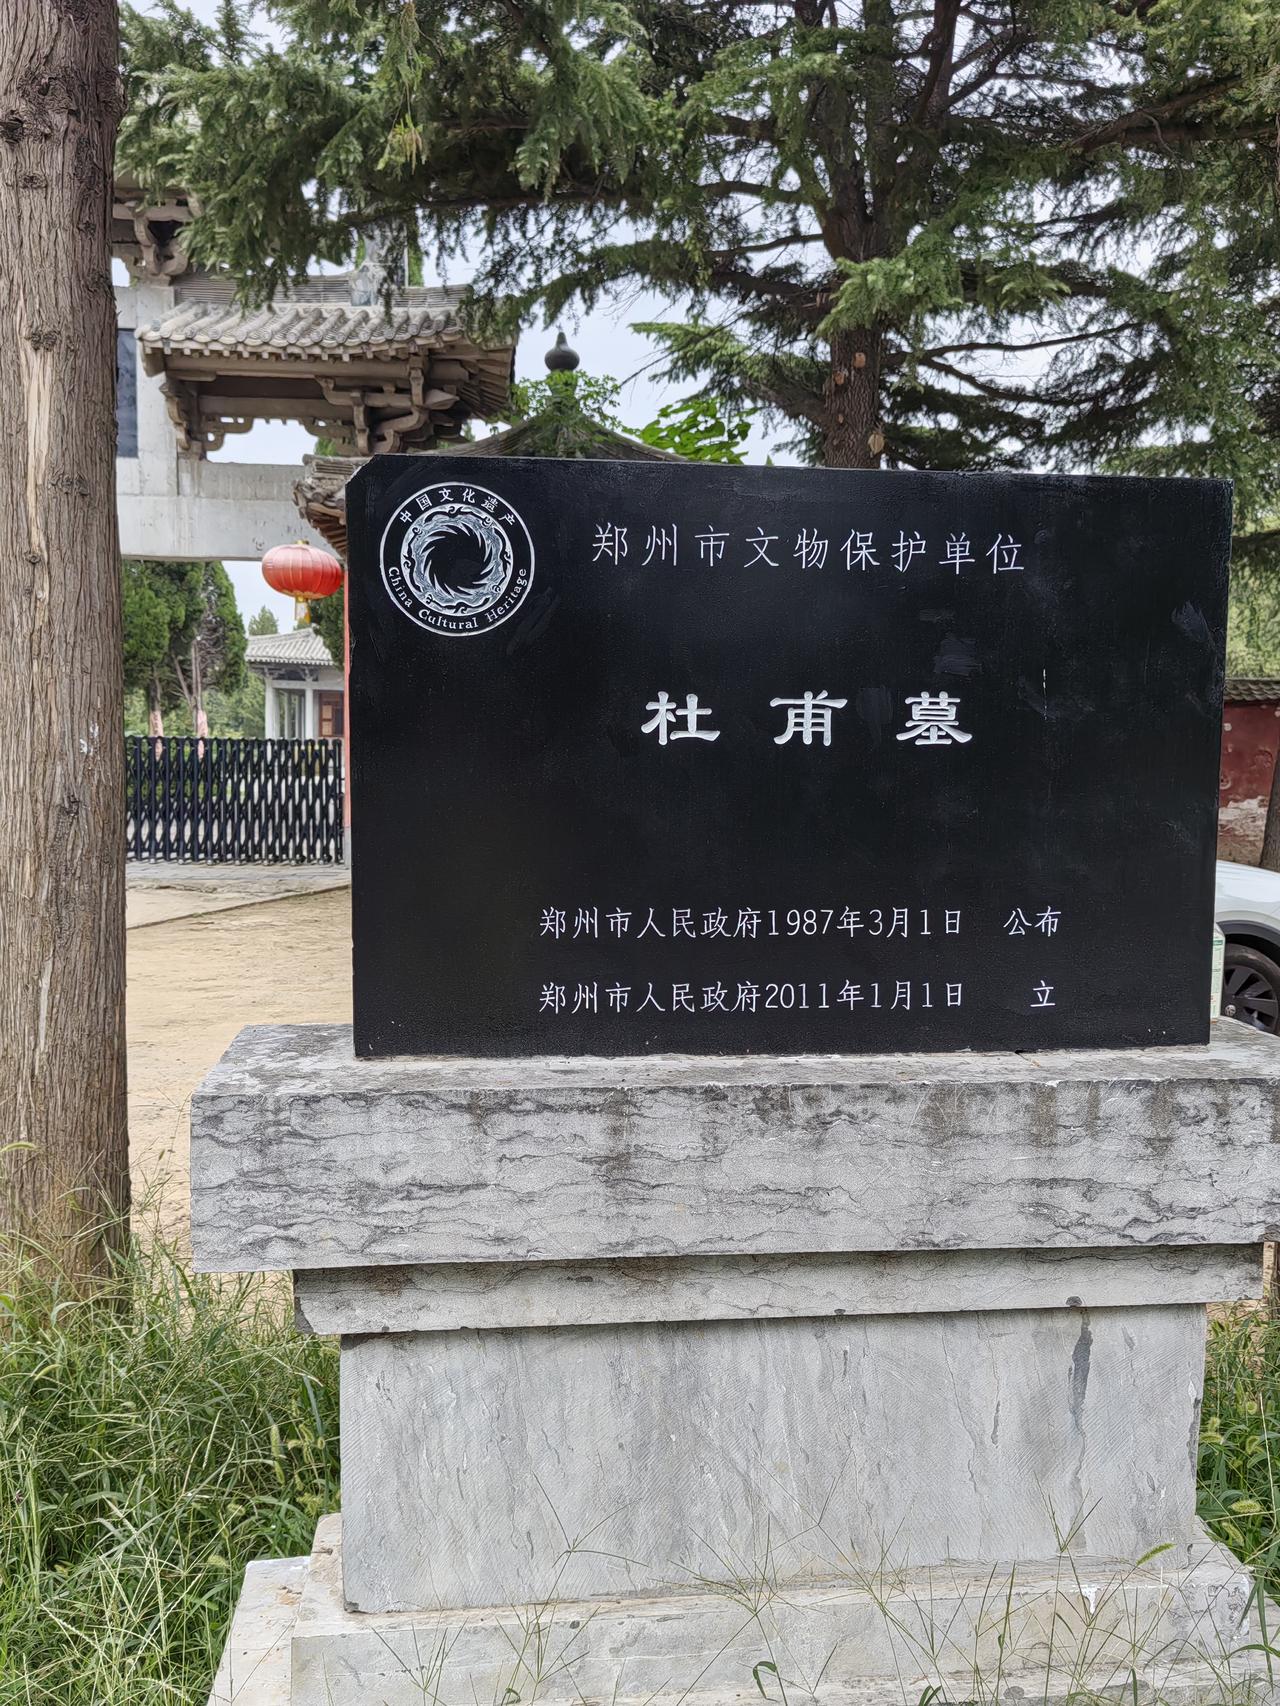 中国文化遗产
China Cultural Heritage
郑州市文物保护单位
杜甫墓
郑州市人民政府1987年3月1日 公布
郑州市人民政府2011年1月1日 立